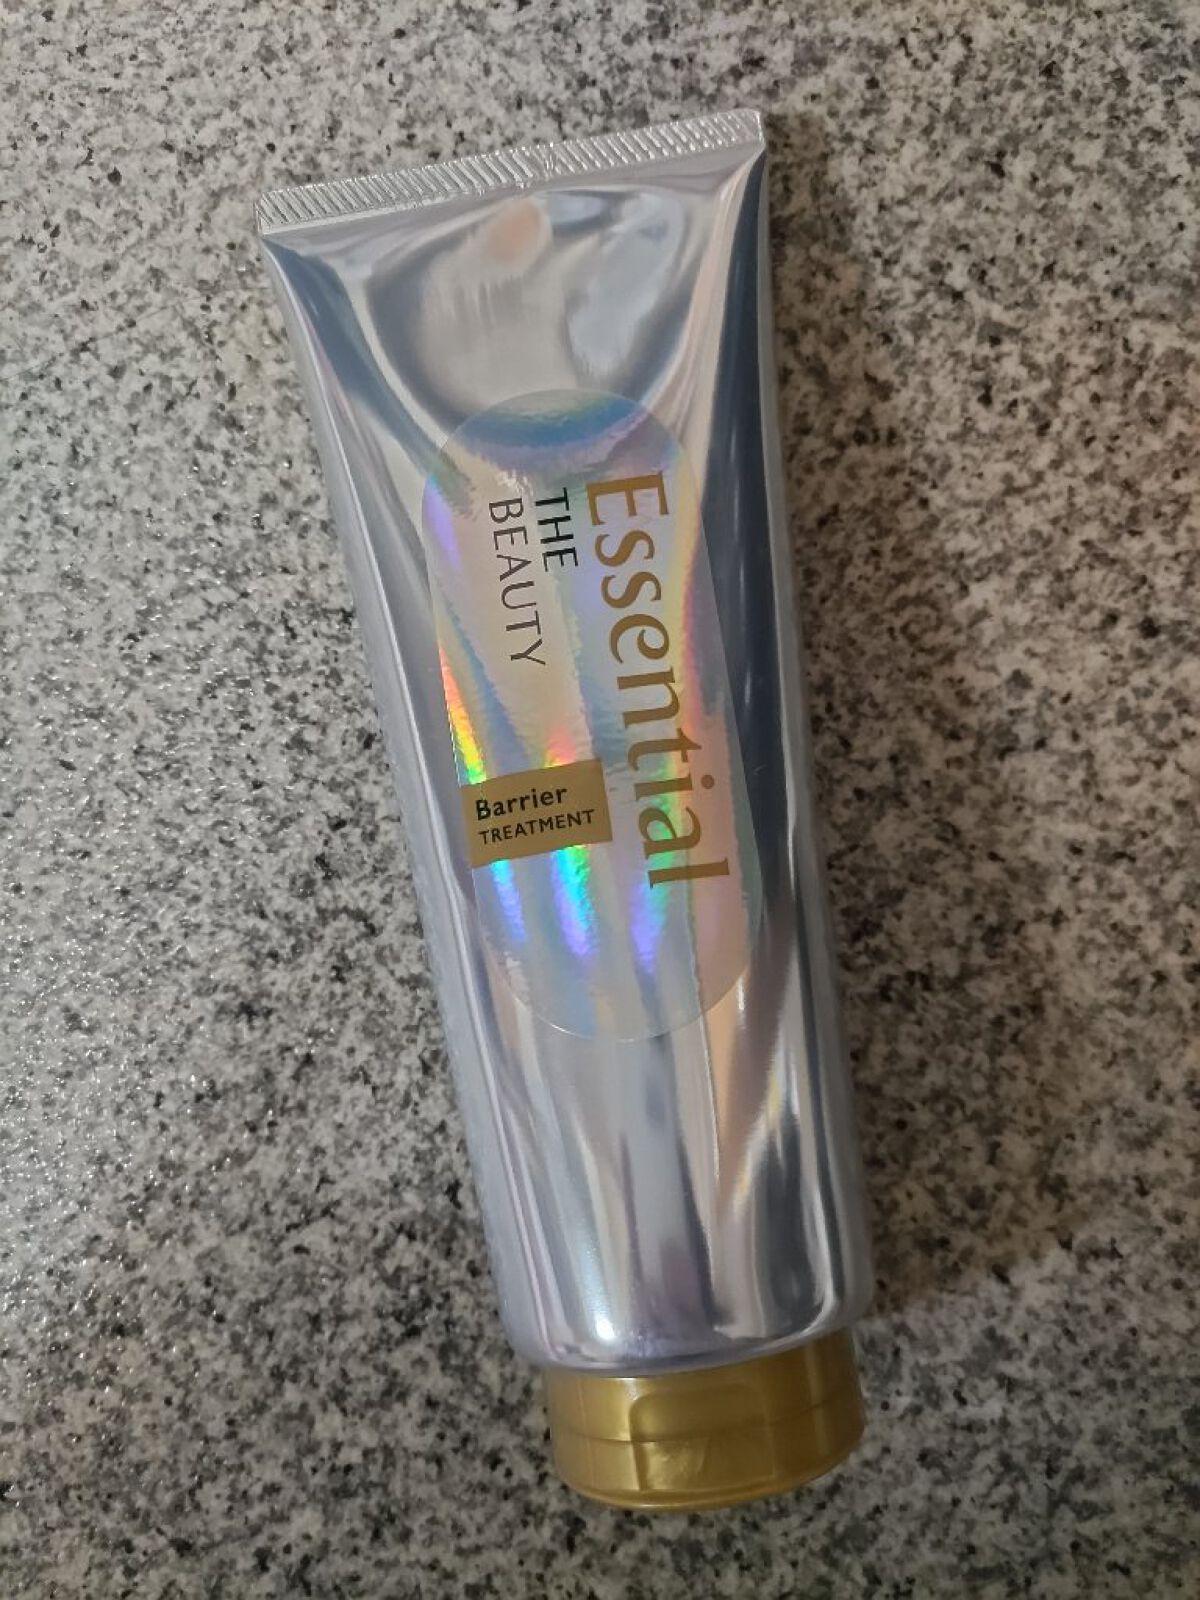 Essential
THE
BEAUTY
Barrier
TREATMENT